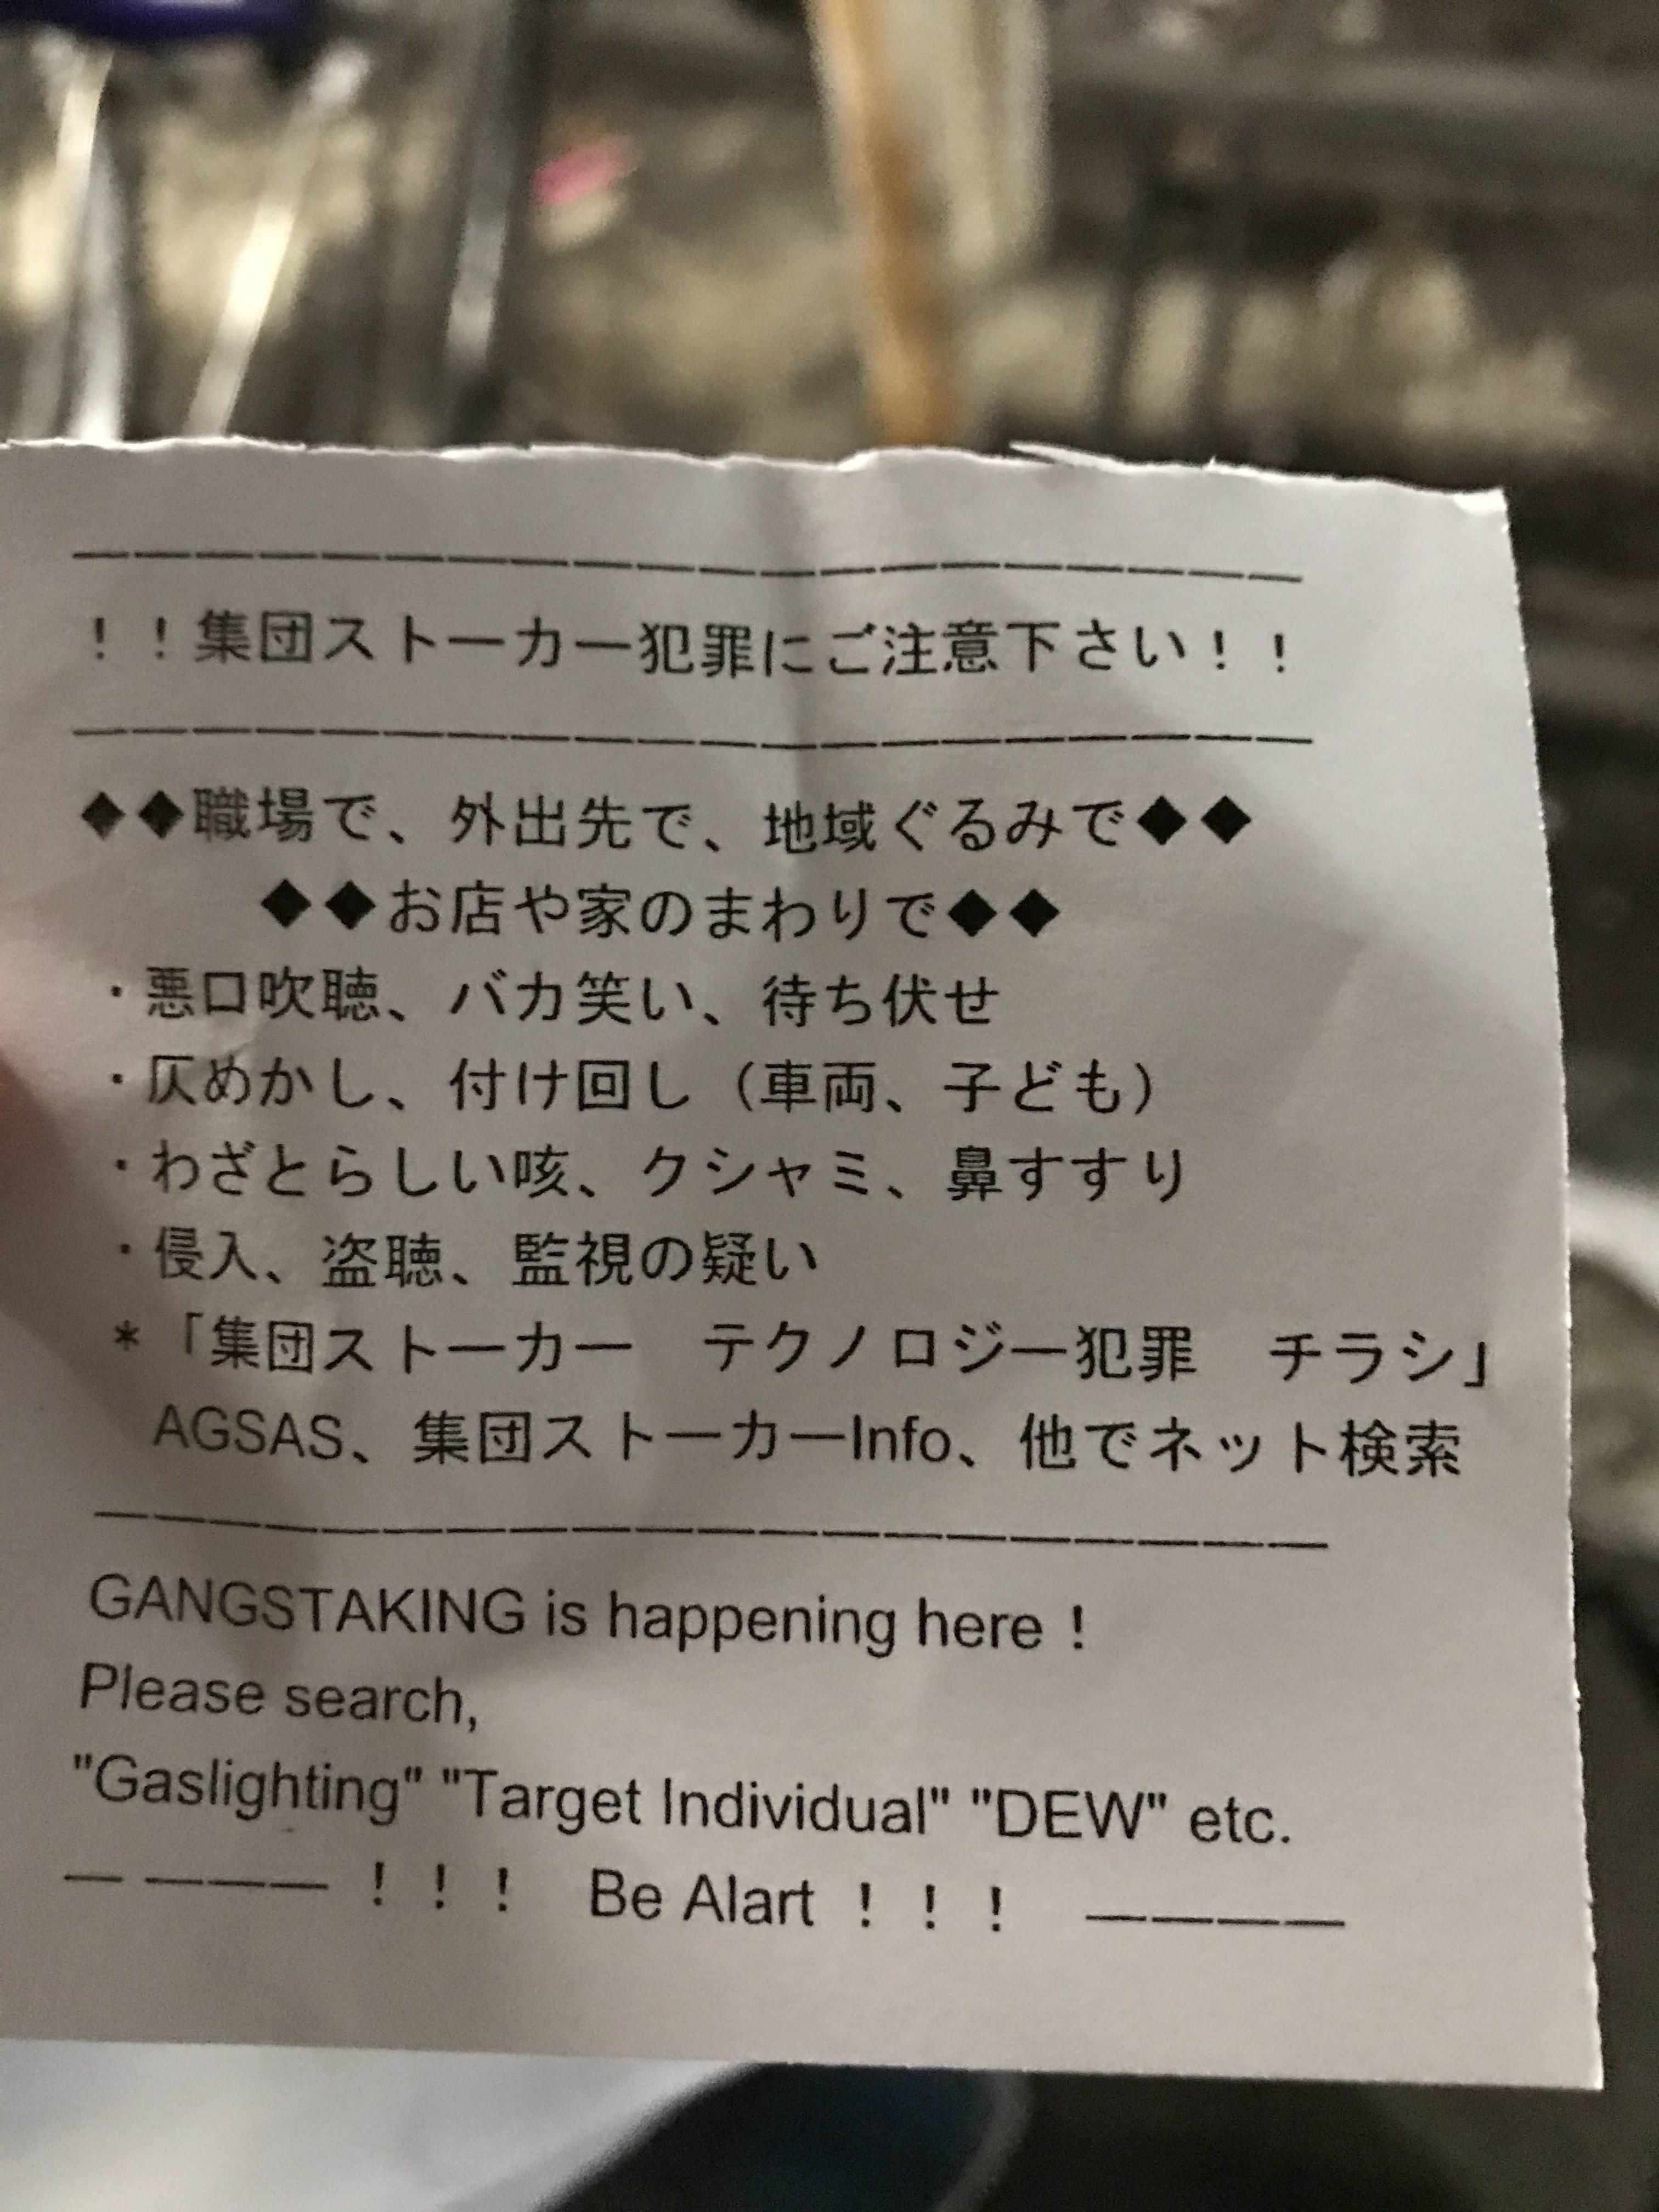 ————————————————————
！！集団ストーカー犯罪にご注意下さい！！
————————————————————
◆◆職場で、外出先で、地域ぐるみで◆◆
◆◆お店や家のまわりで◆◆
・悪口吹聴、バカ笑い、待ち伏せ
・仄めかし、付け回し（車両、子ども）
・わざとらしい咳、クシャミ、鼻すすり
・侵入、盗聴、監視の疑い
*「集団ストーカー　テクノロジー犯罪　チラシ」
AGSAS、集団ストーカーInfo、他でネット検索
————————————————————
GANGSTAKING is happening here！
Please search,
"Gaslighting" "Target Individual" "DEW" etc.
— ——— ！！！ Be Alart ！！！ ————